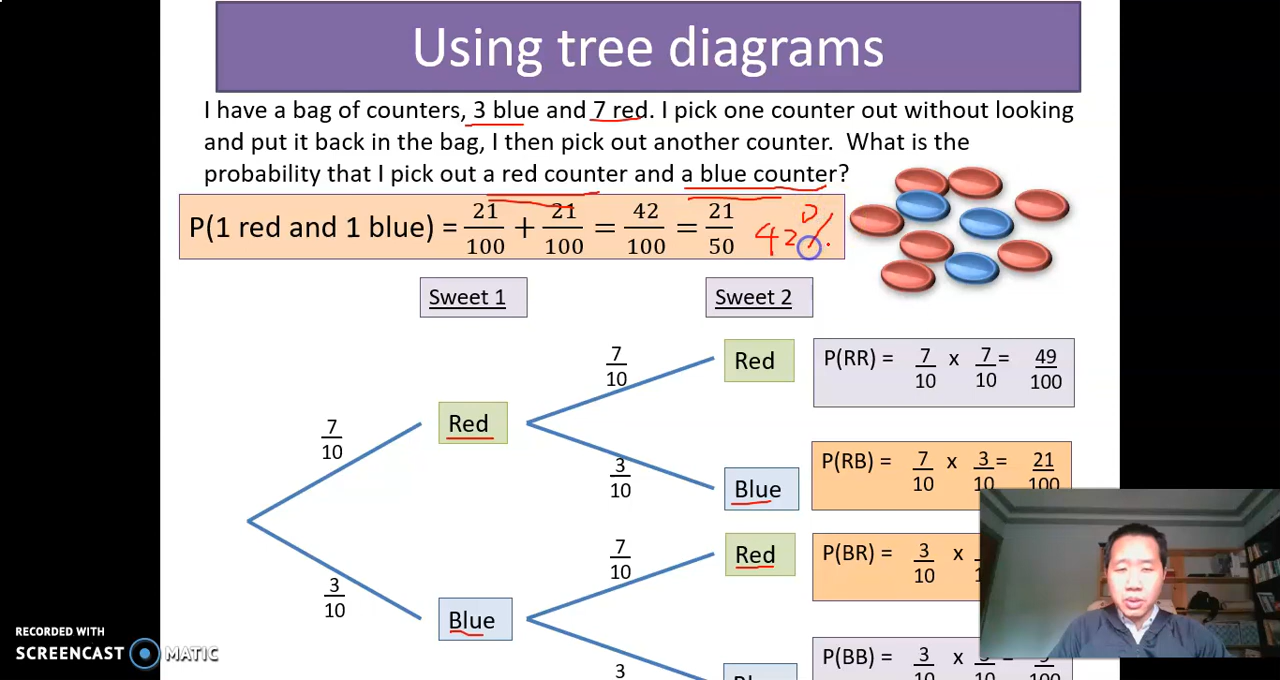 Using tree diagrams
I have a bag of counters, 3 blue and 7 red. I pick one counter out without looking
and put it back in the bag, I then pick out another counter. What is the
probability that I pick out a red counter and a blue counter?
P(1 red and 1 blue) = 21/100 + 21/100 = 42/100 = 21/50 42%
Sweet 1 Sweet 2
7/10 Red P(RR) = 7/10 x 7/10 = 49/100
7/10 Red
3/10 Blue P(RB) = 7/10 x 3/10 = 21/100
7/10 Red P(BR) = 3/10 x
3/10 Blue
3 P(BB) = 3/10 x
RECORDED WITH
SCREENCAST MATIC